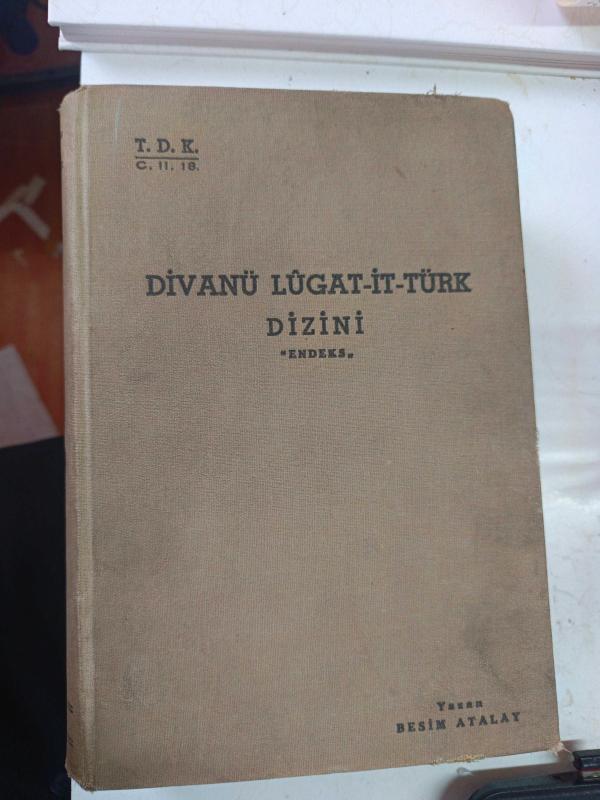 T. D. K.
C. II. 18.
DİVANÜ LÛGAT-İT-TÜRK
DİZİNİ
"ENDEKS„
Yazan
BESİM ATALAY